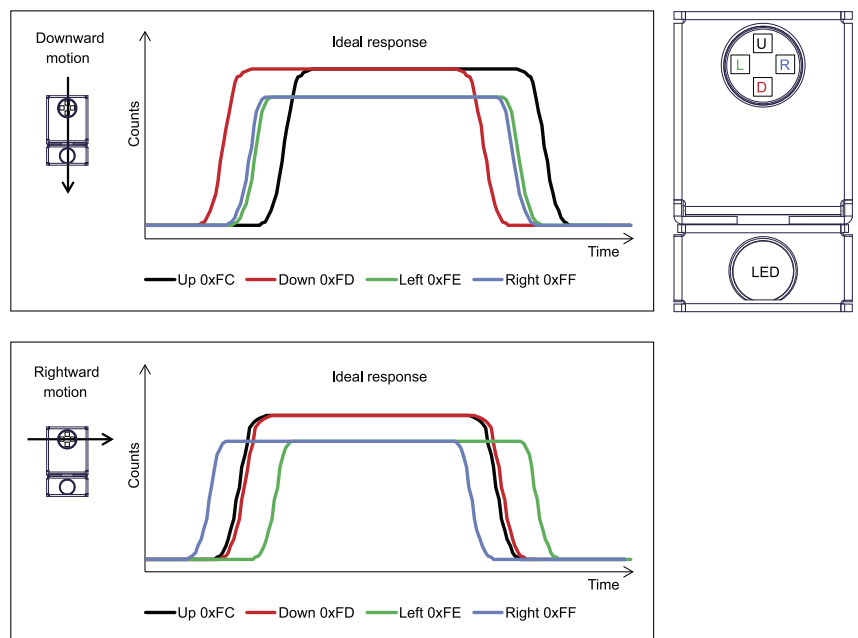 Downward
motion
Ideal response
Counts
Time
Up 0xFC Down 0xFD Left 0xFE Right 0xFF
U
L R
D
LED
Rightward
motion
Ideal response
Counts
Time
Up 0xFC Down 0xFD Left 0xFE Right 0xFF